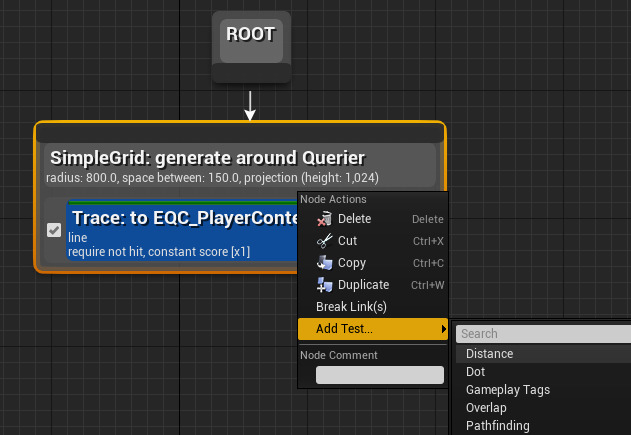 ROOT
SimpleGrid: generate around Querier
radius: 800.0, space between: 150.0, projection (height: 1,024)
Trace: to EQC_PlayerConte
line
require not hit, constant score [x1]
Node Actions
Delete Delete
Cut Ctrl+X
Copy Ctrl+C
Duplicate Ctrl+W
Break Link(s)
Add Test...
Node Comment
Search
Distance
Dot
Gameplay Tags
Overlap
Pathfinding